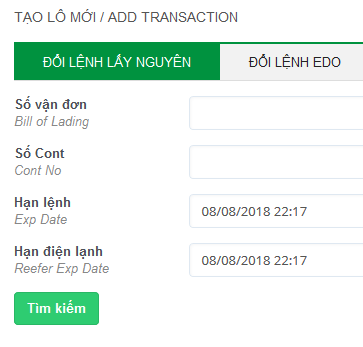 TẠO LÔ MỚI / ADD TRANSACTION
ĐỔI LỆNH LẤY NGUYÊN ĐỔI LỆNH EDO
Số vận đơn
Bill of Lading
Số Cont
Cont No
Hạn lệnh
Exp Date
08/08/2018 22:17
Hạn điện lạnh
Reefer Exp Date
08/08/2018 22:17
Tìm kiếm